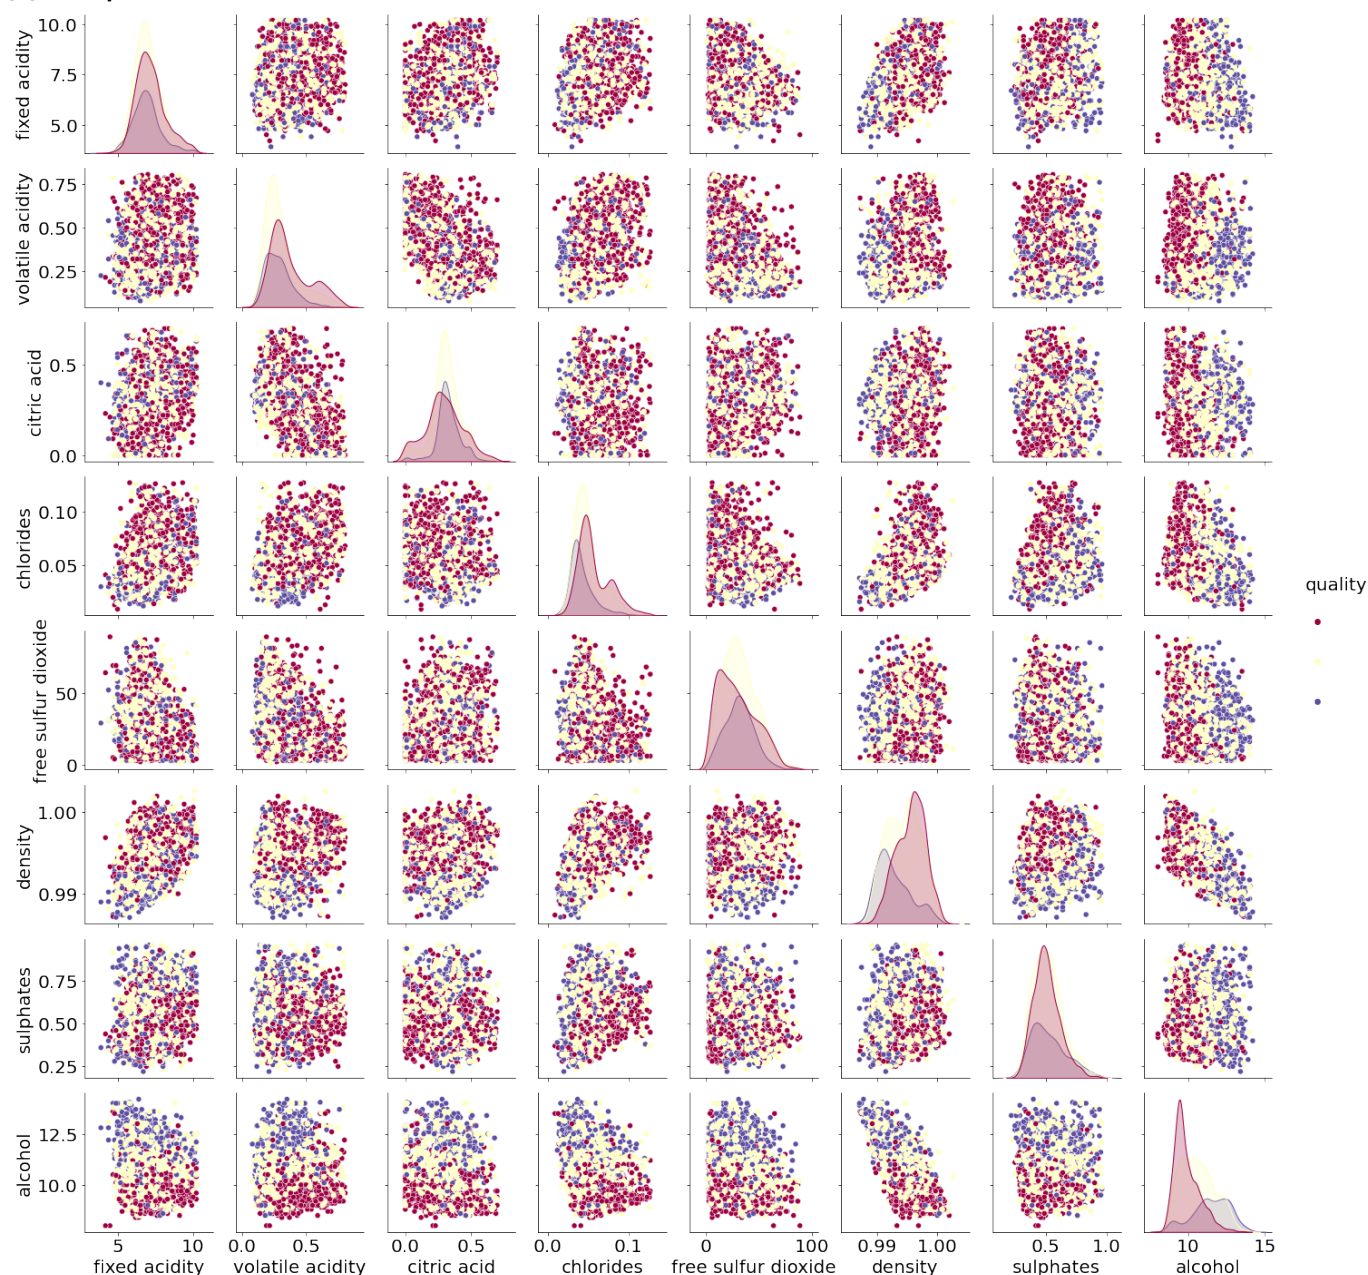 fixed acidity
10.0
7.5
5.0
volatile acidity
0.75
0.50
0.25
citric acid
0.5
0.0
chlorides
0.10
0.05
quality
free sulfur dioxide
50
0
density
1.00
0.99
sulphates
0.75
0.50
0.25
alcohol
12.5
10.0
5 10 0.0 0.5 0.0 0.5 0.0 0.1 0 100 0.99 1.00 0.5 1.0 10 15
fixed acidity volatile acidity citric acid chlorides free sulfur dioxide density sulphates alcohol